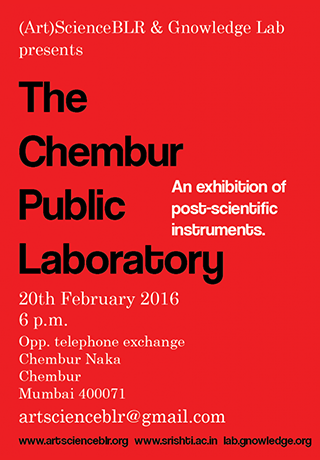 (Art)ScienceBLR & Gnowledge Lab
presents
The
Chembur
Public
Laboratory
An exhibition of
post-scientific
instruments.
20th February 2016
6 p.m.
Opp. telephone exchange
Chembur Naka
Chembur
Mumbai 400071
artscienceblr@gmail.com
www.artscienceblr.org www.srishti.ac.in lab.gnowledge.org